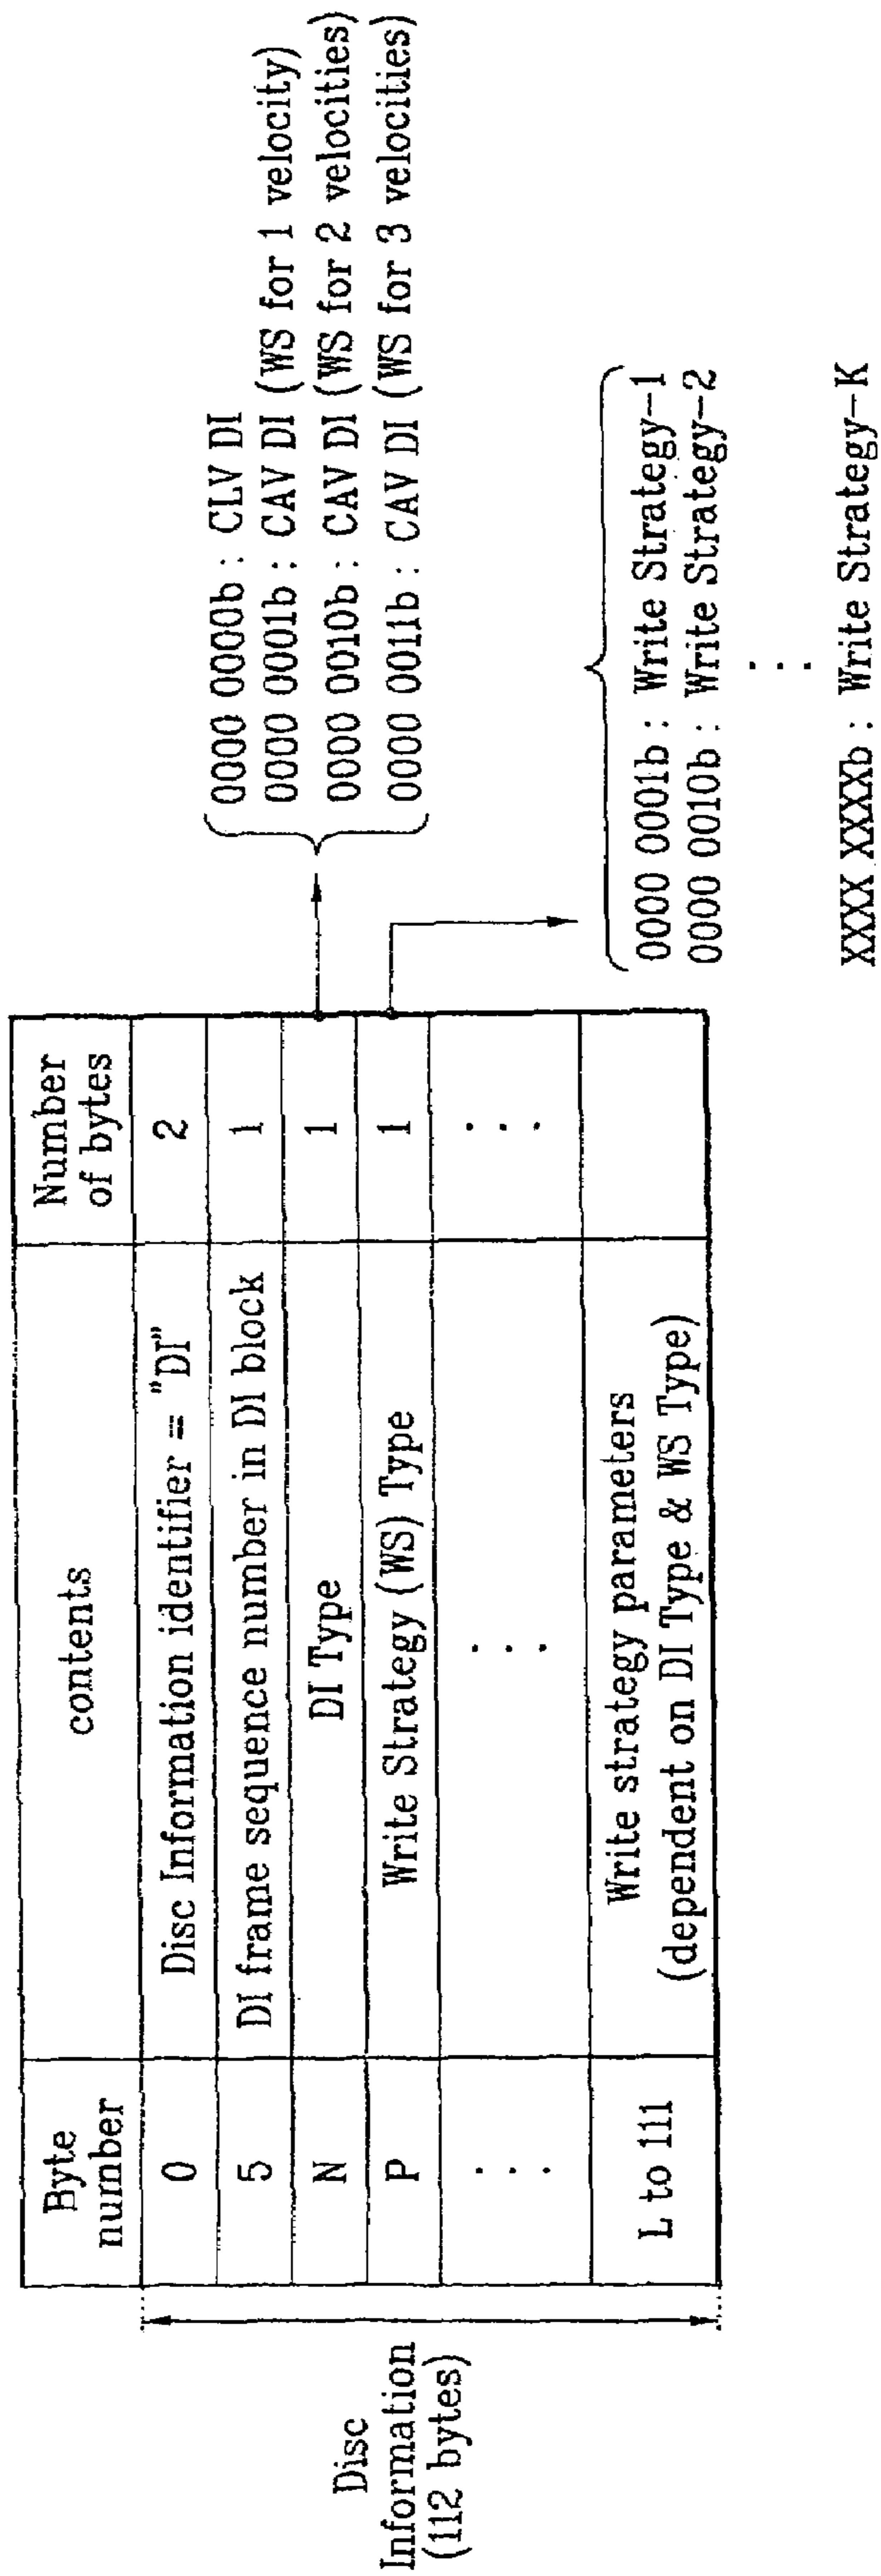 Byte
number
contents
Number
of bytes
0
Disc Information identifier = "DI"
2
5
DI frame sequence number in DI block
1
N
DI Type
1
P
Write Strategy (WS) Type
1
. . .
. . .
. . .
L to 111
Write strategy parameters
(dependent on DI Type & WS Type)
Disc
Information
(112 bytes)
0000 0000b : CLV DI
0000 0001b : CAV DI (WS for 1 velocity)
0000 0010b : CAV DI (WS for 2 velocities)
0000 0011b : CAV DI (WS for 3 velocities)
0000 0001b : Write Strategy-1
0000 0010b : Write Strategy-2
. . .
XXXX XXXXb : Write Strategy-K